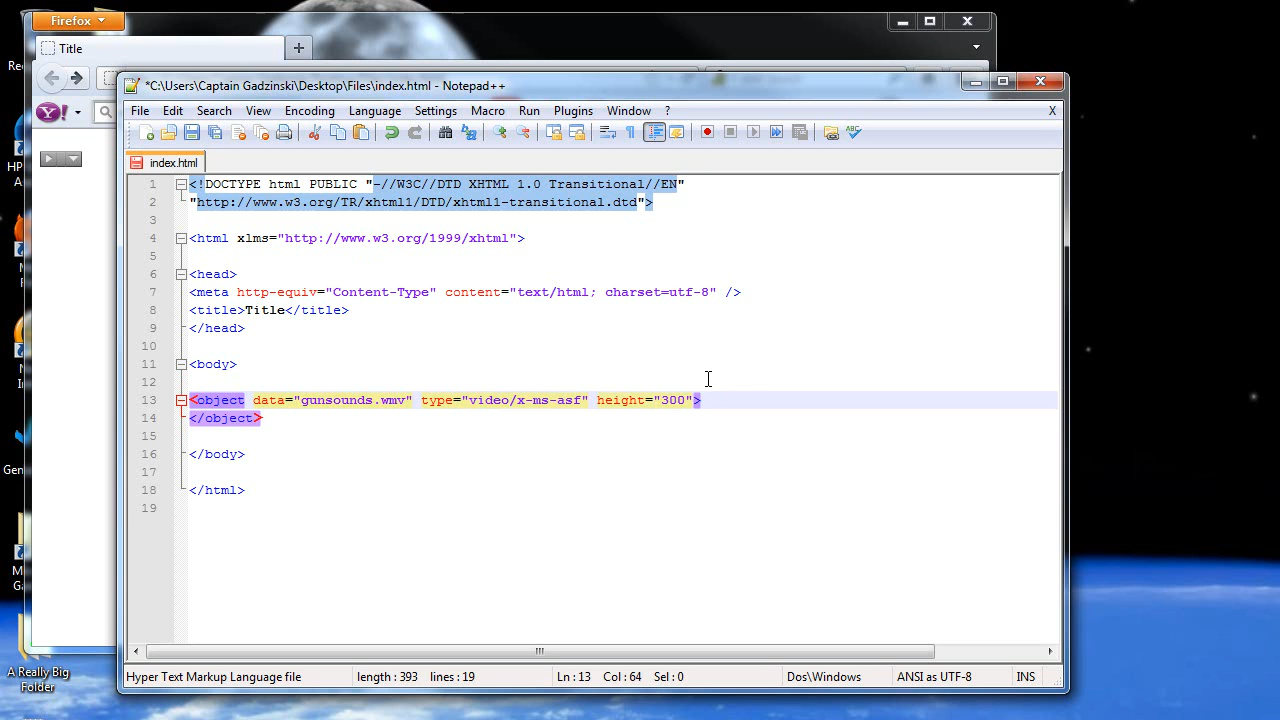 Firefox
Title
*C:\Users\Captain Gadzinski\Desktop\Files\index.html - Notepad++
File Edit Search View Encoding Language Settings Macro Run Plugins Window ? X
index.html
1 <!DOCTYPE html PUBLIC "-//W3C//DTD XHTML 1.0 Transitional//EN"
2 "http://www.w3.org/TR/xhtml1/DTD/xhtml1-transitional.dtd">
3
4 <html xlms="http://www.w3.org/1999/xhtml">
5
6 <head>
7 <meta http-equiv="Content-Type" content="text/html; charset=utf-8" />
8 <title>Title</title>
9 </head>
10
11 <body>
12
13 <object data="gunsounds.wmv" type="video/x-ms-asf" height="300">
14 </object>
15
16 </body>
17
18 </html>
19
Hyper Text Markup Language file length : 393 lines : 19 Ln : 13 Col : 64 Sel : 0 Dos\Windows ANSI as UTF-8 INS
Rec
HP
A
M
F
N
In
Gen
M
Ga
A Really Big
Folder